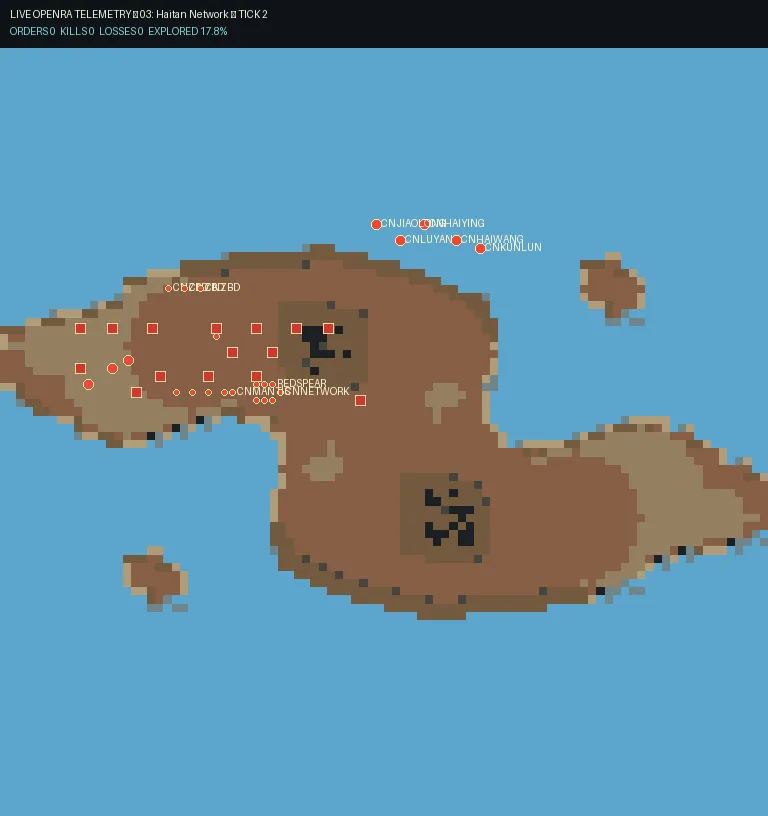 LIVE OPENRA TELEMETRY 03: Haitan Network TICK 2
ORDERS 0 KILLS 0 LOSSES 0 EXPLORED 17.8%
CNHAIYING
CNHAIWANG
CNKUNLUN
REDSPEAR
CNNETWORK